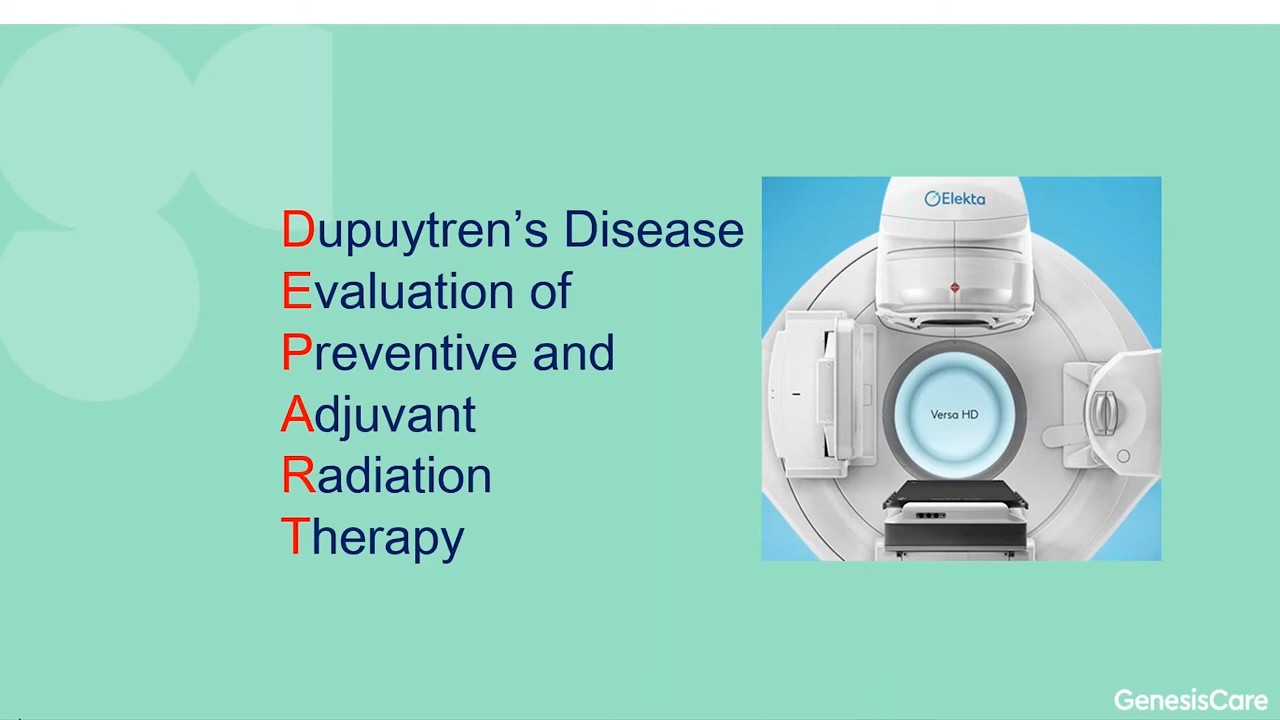 Dupuytren’s Disease
Evaluation of
Preventive and
Adjuvant
Radiation
Therapy
Elekta
Versa HD
GenesisCare